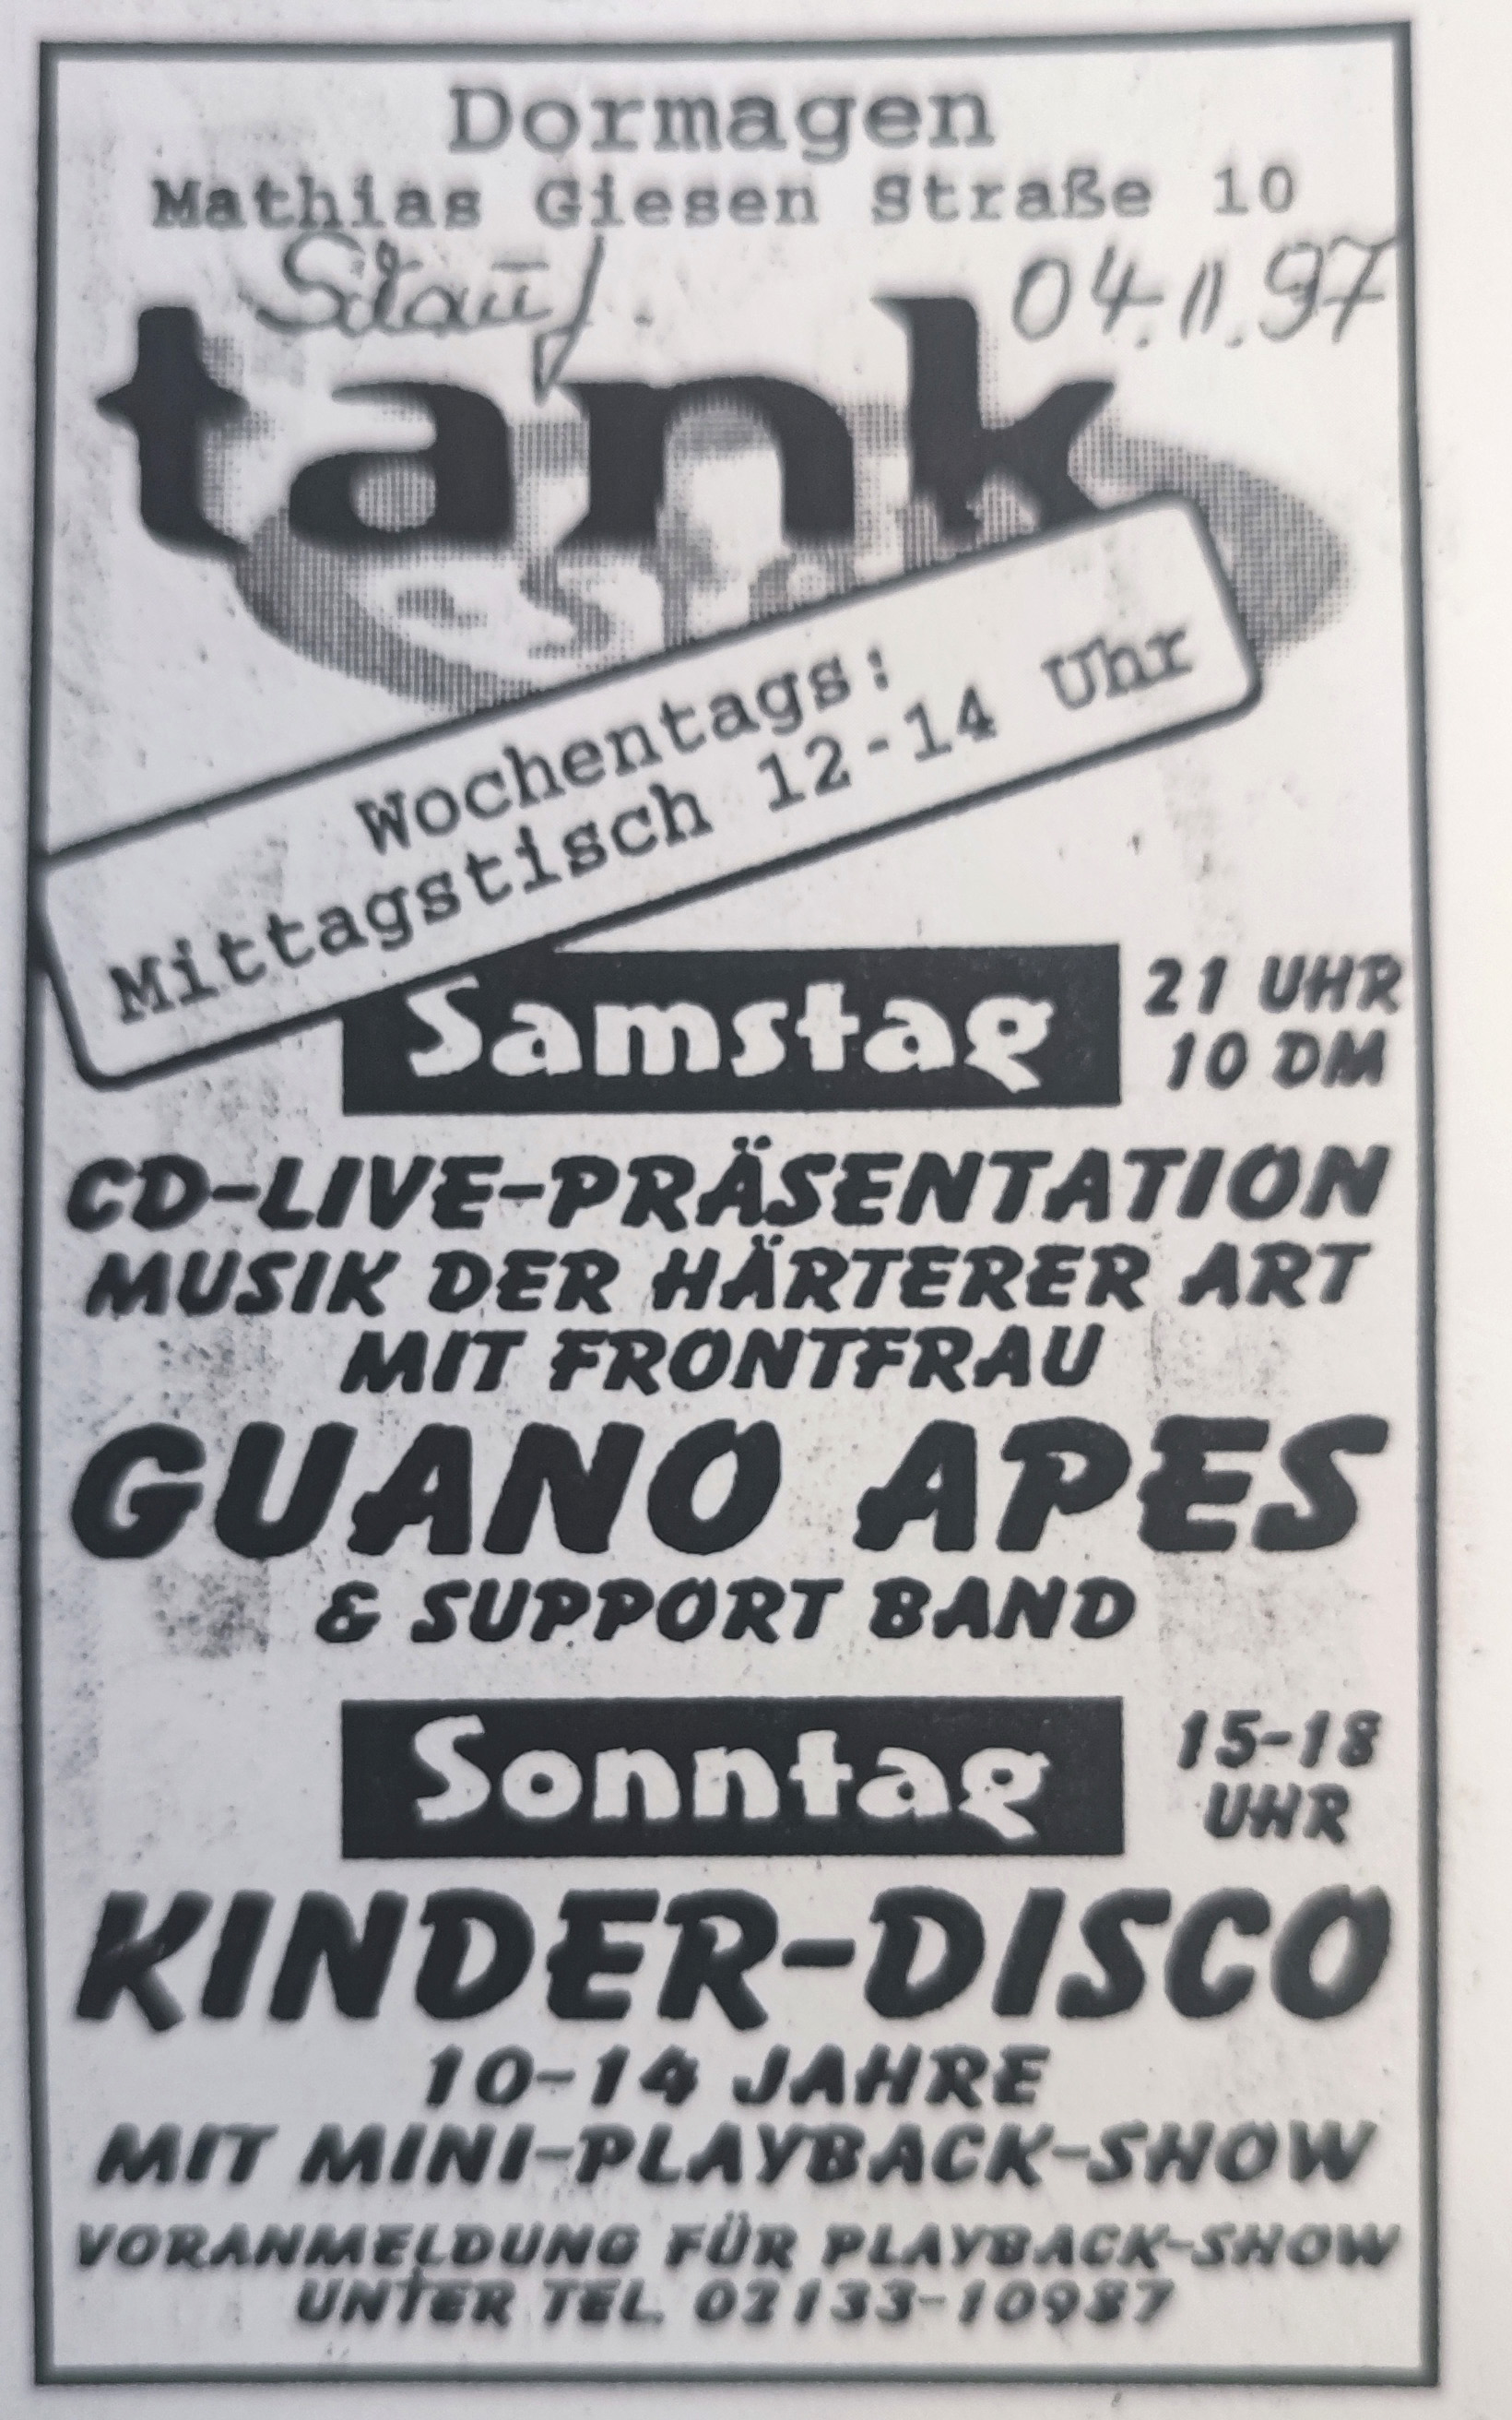 Dormagen
Mathias Giesen Straße 10
04.11.97
tank
Wochentags:
Mittagstisch 12-14 Uhr
Samstag
21 UHR
10 DM
CD-LIVE-PRÄSENTATION
MUSIK DER HÄRTERER ART
MIT FRONTFRAU
GUANO APES
& SUPPORT BAND
Sonntag
15-18
UHR
KINDER-DISCO
10-14 JAHRE
MIT MINI-PLAYBACK-SHOW
VORANMELDUNG FÜR PLAYBACK-SHOW
UNTER TEL. 02133-10987